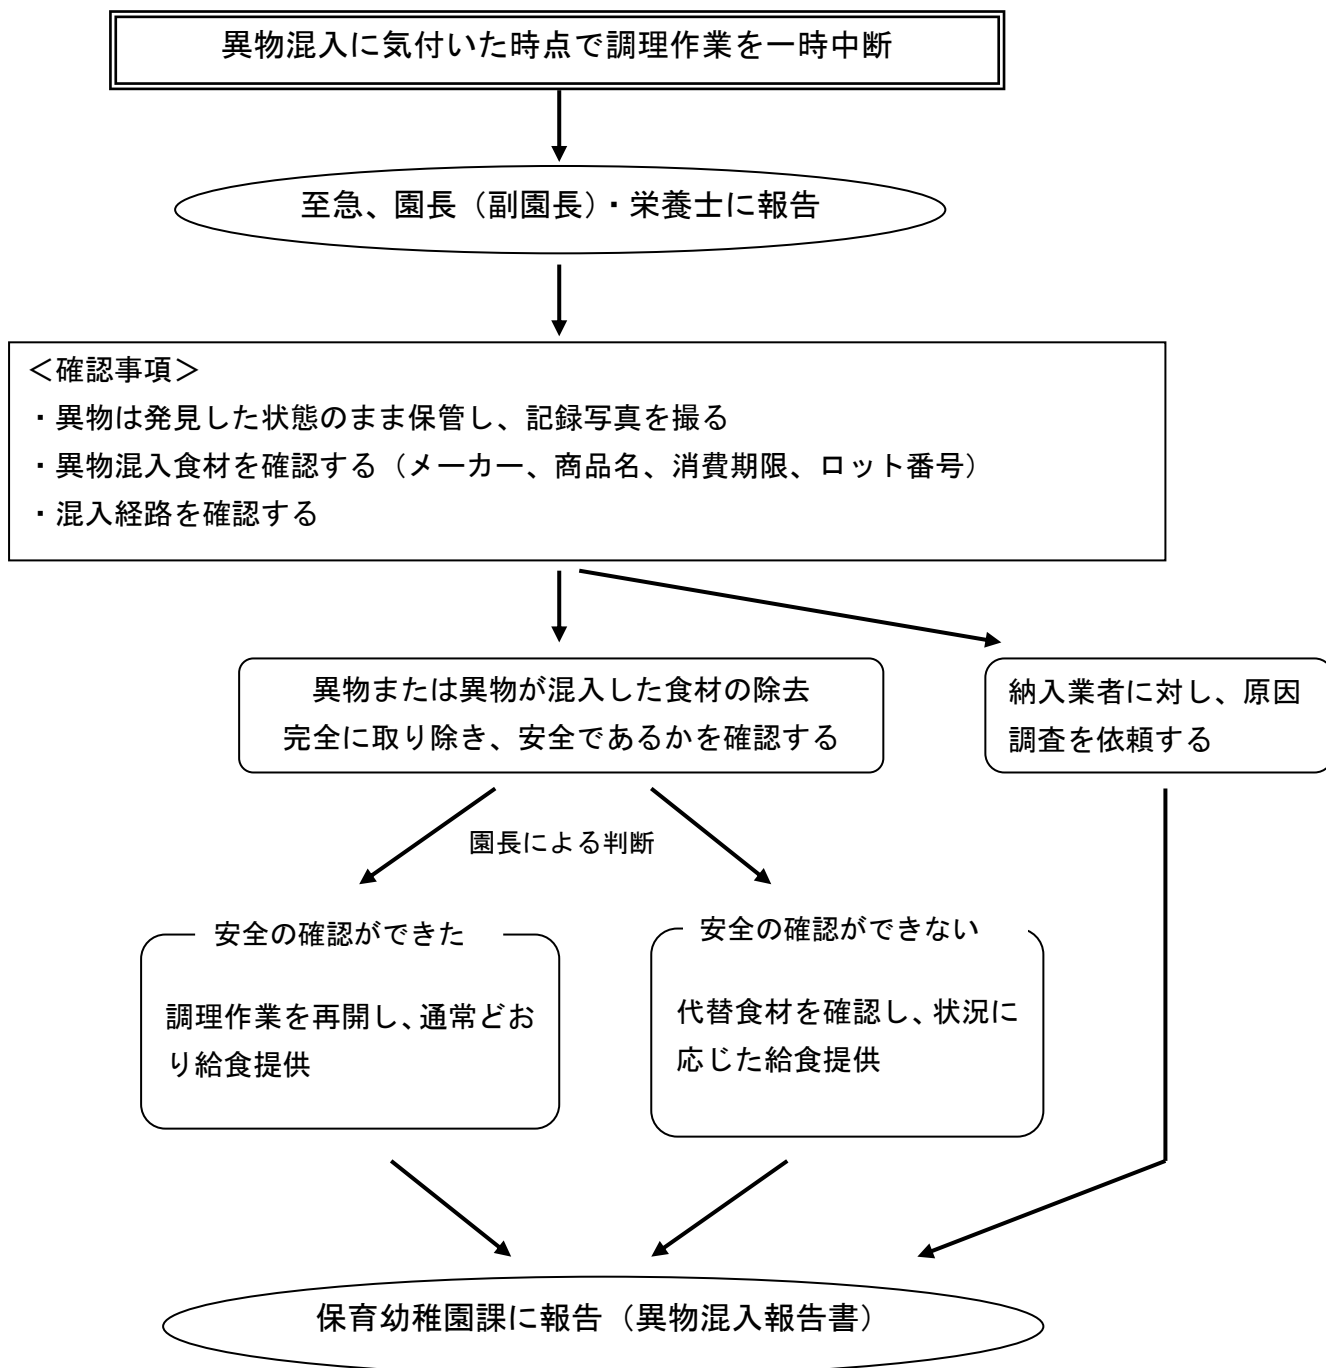 異物混入に気付いた時点で調理作業を一時中断
至急、園長（副園長）・栄養士に報告
＜確認事項＞
・異物は発見した状態のまま保管し、記録写真を撮る
・異物混入食材を確認する（メーカー、商品名、消費期限、ロット番号）
・混入経路を確認する
異物または異物が混入した食材の除去
完全に取り除き、安全であるかを確認する
納入業者に対し、原因
調査を依頼する
園長による判断
安全の確認ができた
調理作業を再開し、通常どお
り給食提供
安全の確認ができない
代替食材を確認し、状況に
応じた給食提供
保育幼稚園課に報告（異物混入報告書）